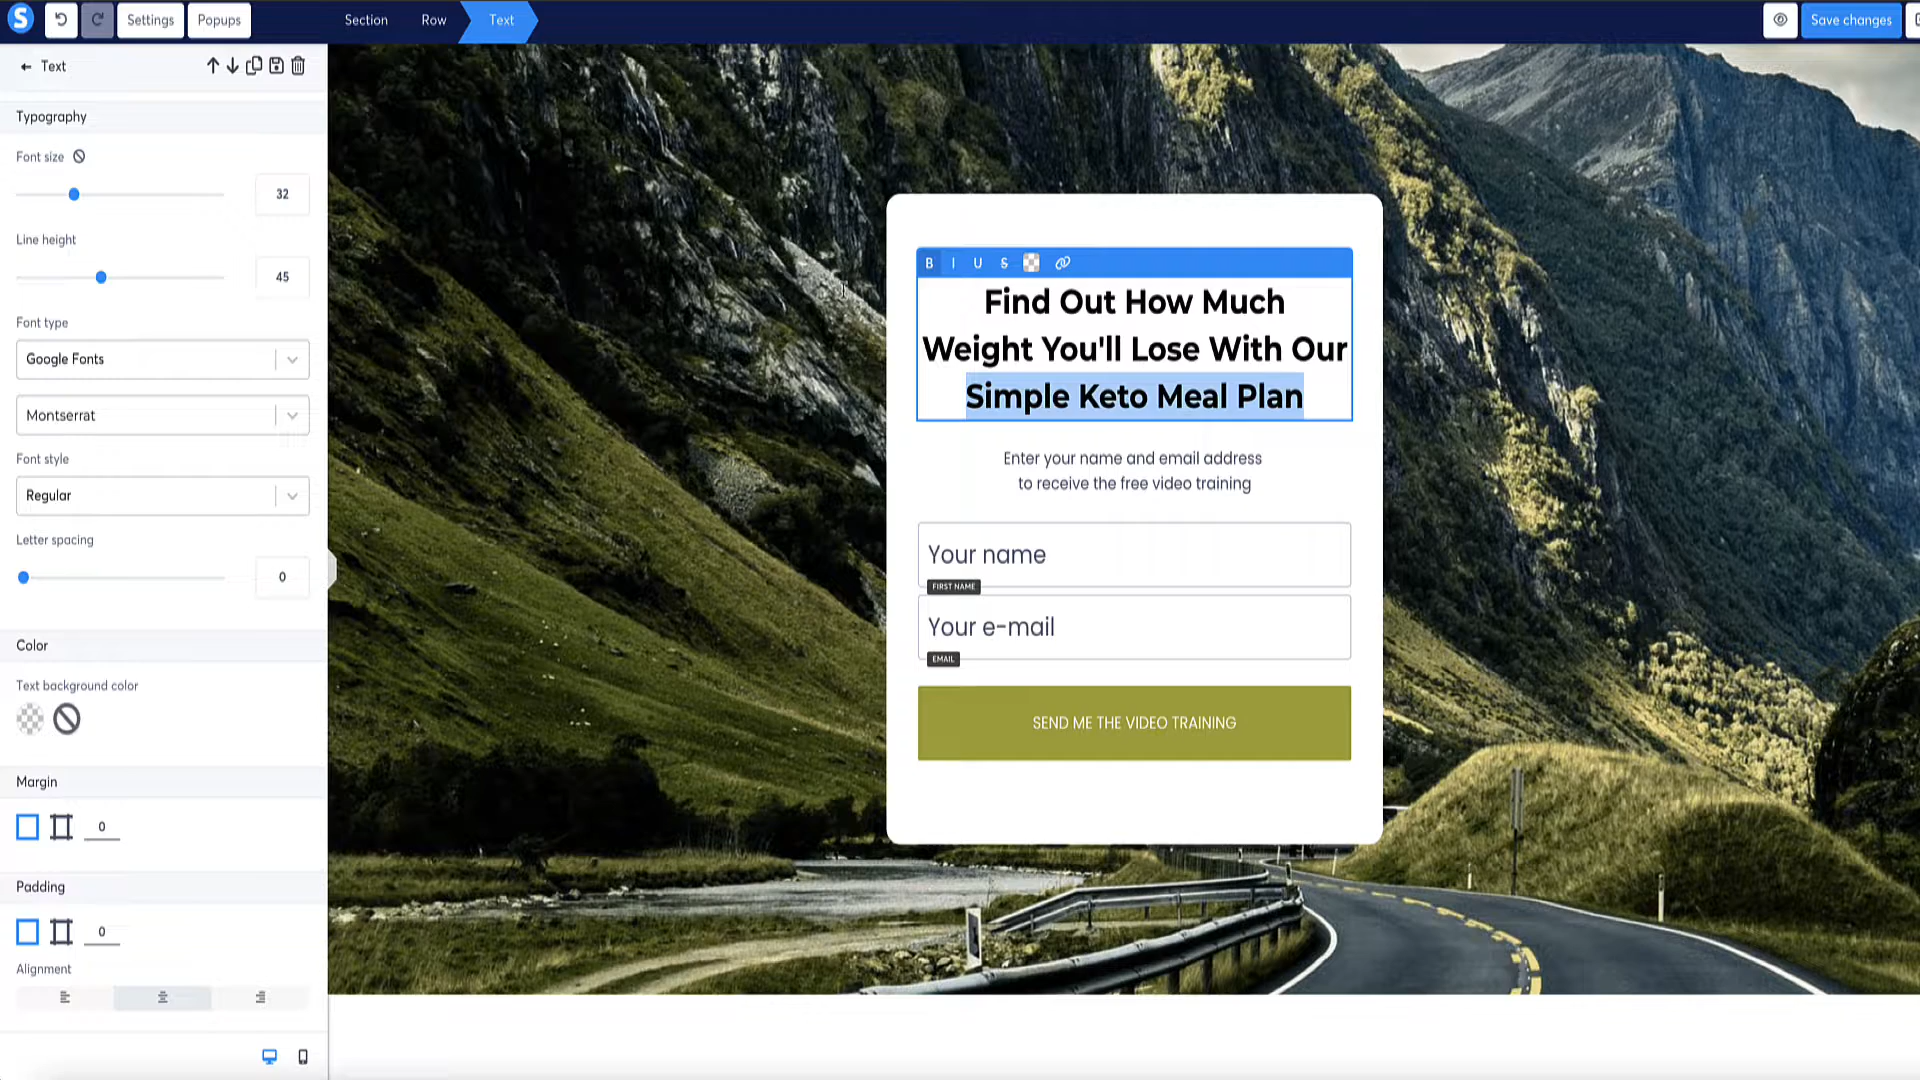 S
Settings
Popups
Section
Row
Text
Save changes
Text
Typography
Font size
32
Line height
45
Font type
Google Fonts
Montserrat
Font style
Regular
Letter spacing
0
Color
Text background color
Margin
0
Padding
0
Alignment
B I U S
Find Out How Much
Weight You'll Lose With Our
Simple Keto Meal Plan
Enter your name and email address
to receive the free video training
Your name
FIRST NAME
Your e-mail
EMAIL
SEND ME THE VIDEO TRAINING